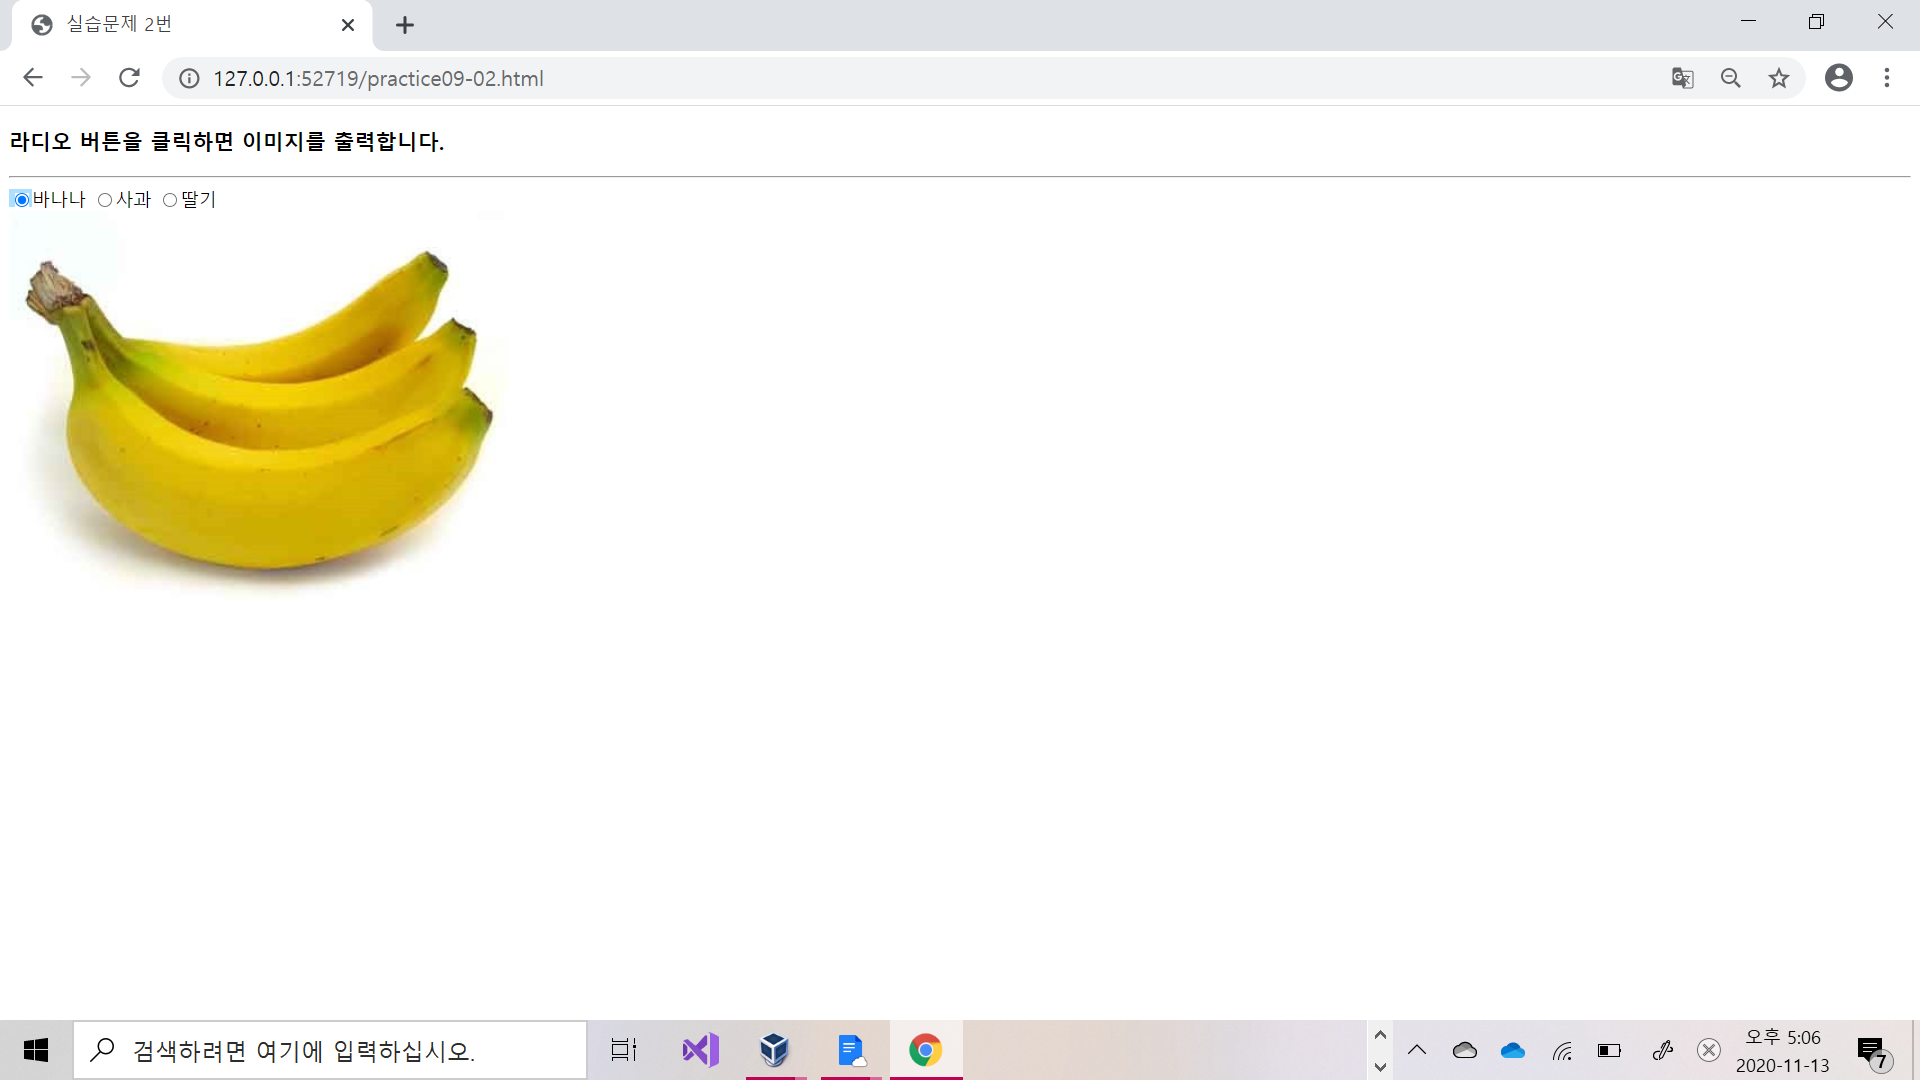 실습문제 2번
127.0.0.1:52719/practice09-02.html
라디오 버튼을 클릭하면 이미지를 출력합니다.
바나나 사과 딸기
검색하려면 여기에 입력하십시오.
오후 5:06
2020-11-13
7